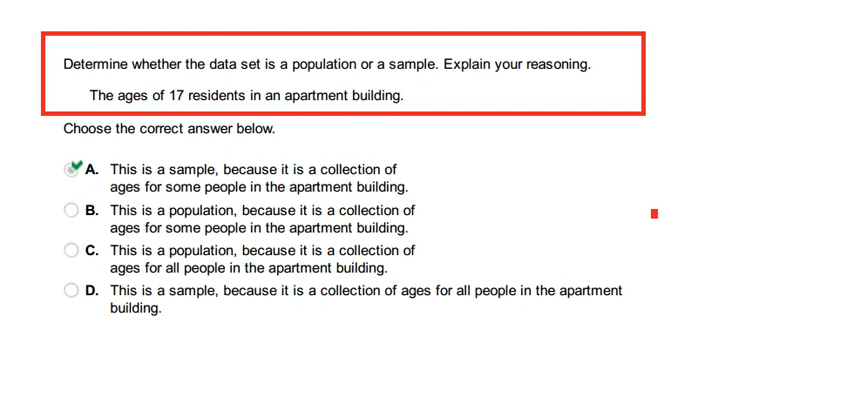 Determine whether the data set is a population or a sample. Explain your reasoning.
The ages of 17 residents in an apartment building.
Choose the correct answer below.
A. This is a sample, because it is a collection of
ages for some people in the apartment building.
B. This is a population, because it is a collection of
ages for some people in the apartment building.
C. This is a population, because it is a collection of
ages for all people in the apartment building.
D. This is a sample, because it is a collection of ages for all people in the apartment
building.